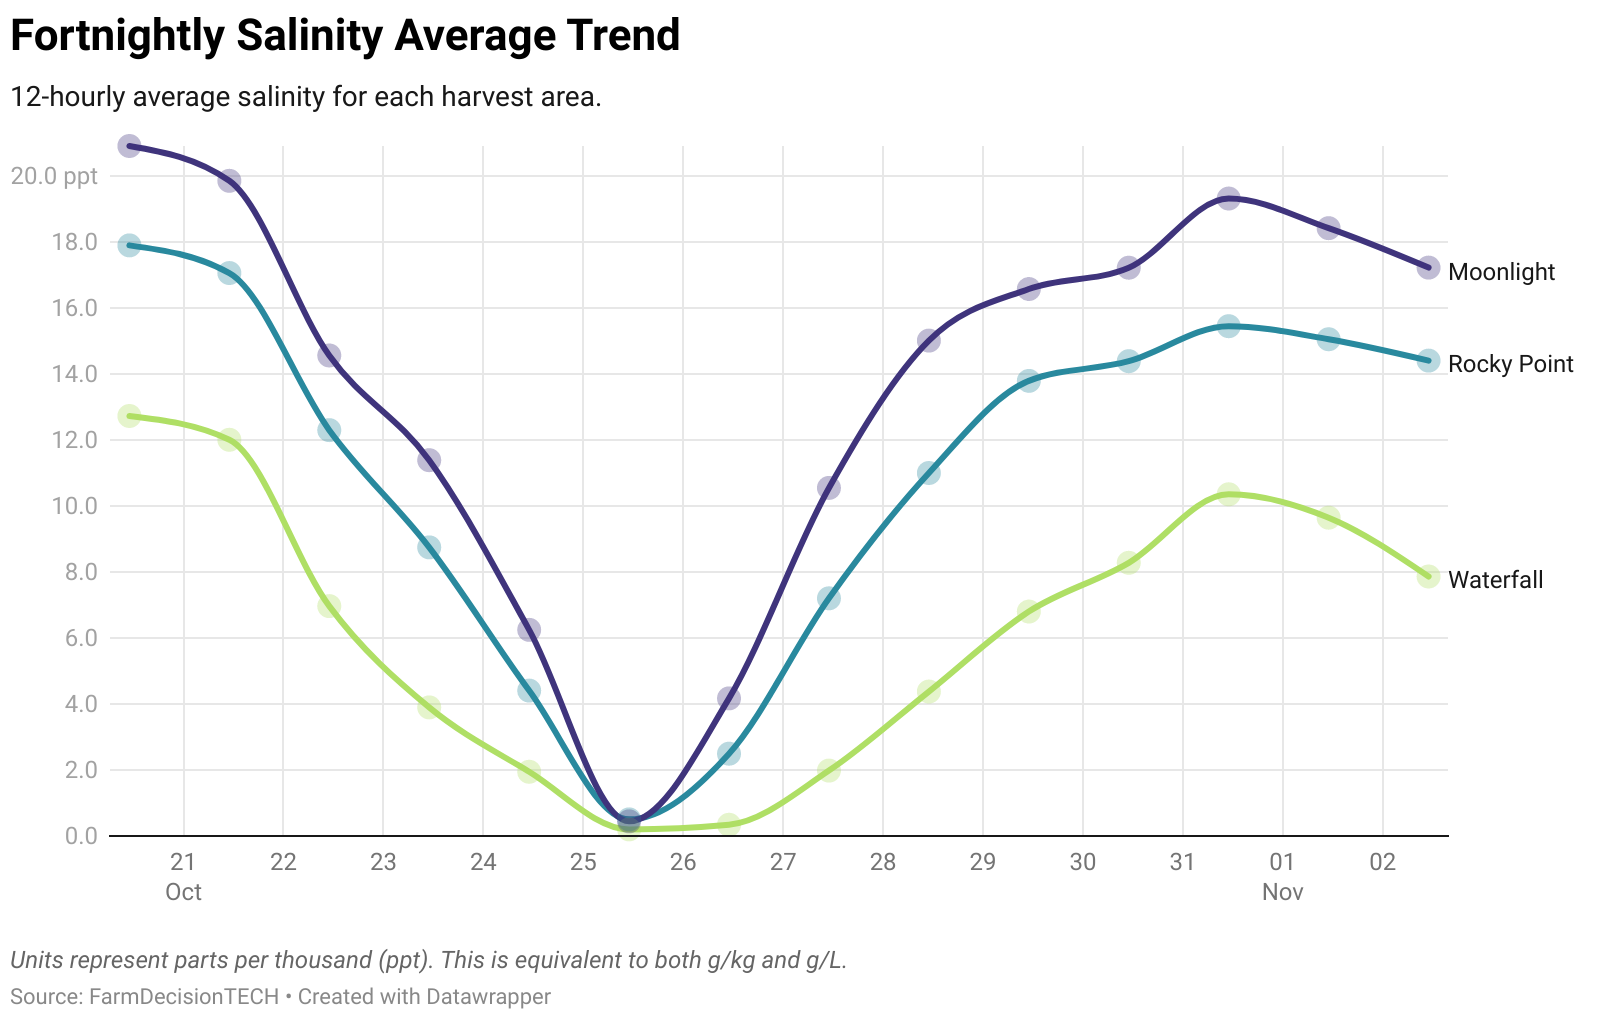 Fortnightly Salinity Average Trend
12-hourly average salinity for each harvest area.
20.0 ppt
18.0
16.0
14.0
12.0
10.0
8.0
6.0
4.0
2.0
0.0
Moonlight
Rocky Point
Waterfall
21 22 23 24 25 26 27 28 29 30 31 01 02
Oct Nov
Units represent parts per thousand (ppt). This is equivalent to both g/kg and g/L.
Source: FarmDecisionTECH • Created with Datawrapper